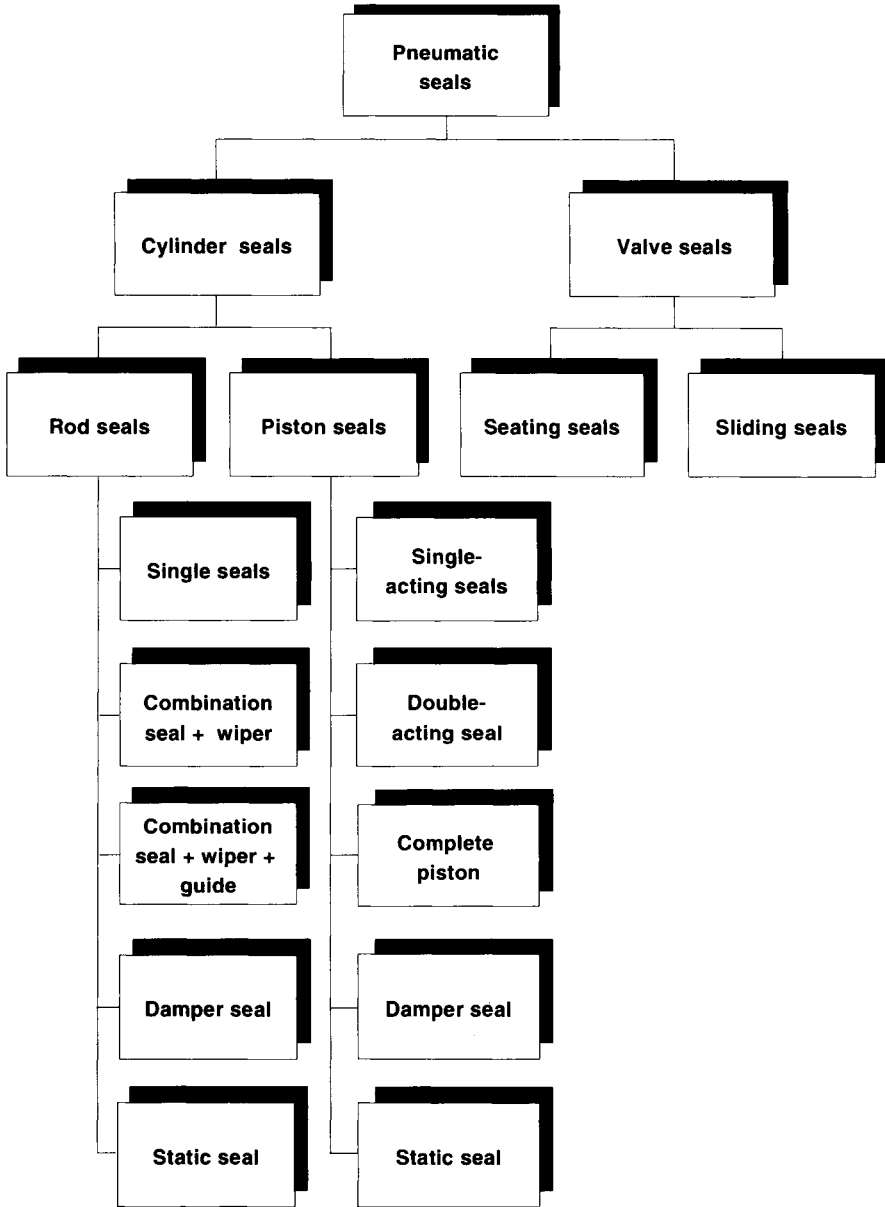 Pneumatic
seals
Cylinder seals
Valve seals
Rod seals
Piston seals
Seating seals
Sliding seals
Single seals
Single-
acting seals
Combination
seal + wiper
Double-
acting seal
Combination
seal + wiper +
guide
Complete
piston
Damper seal
Damper seal
Static seal
Static seal